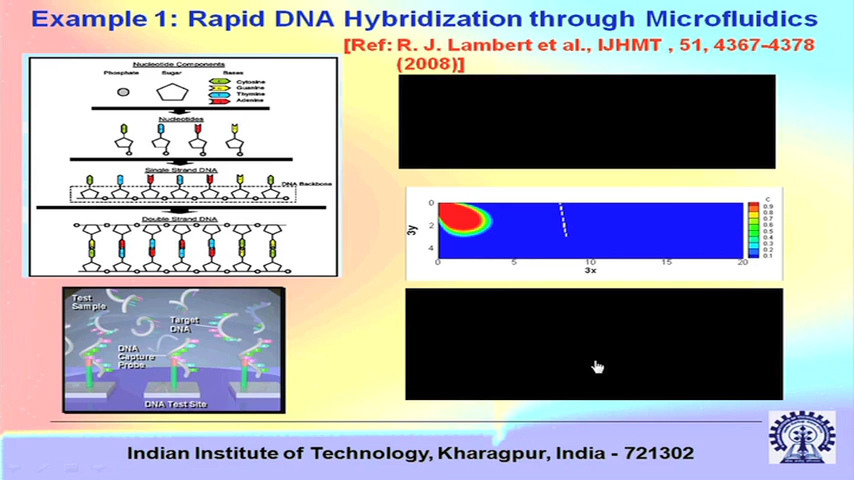 Example 1: Rapid DNA Hybridization through Microfluidics
[Ref: R. J. Lambert et al., IJHMT , 51, 4367-4378
(2008)]
Nucleotide Components
Phosphate Sugar Bases
Cytosine
Guanine
Thymine
Adenine
Nucleotides
Single Strand DNA
DNA Backbone
Double Strand DNA
Test
Sample
Target
DNA
DNA
Capture
Probe
DNA Test Site
0
2
4
3y
0 5 10 15 20
3x
C
0.9
0.8
0.7
0.6
0.5
0.4
0.3
0.2
0.1
Indian Institute of Technology, Kharagpur, India - 721302